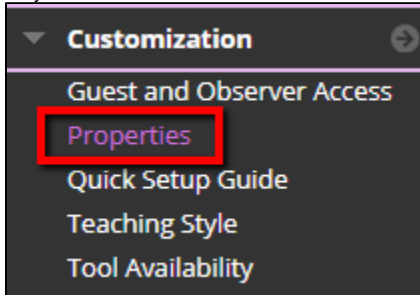 Customization
Guest and Observer Access
Properties
Quick Setup Guide
Teaching Style
Tool Availability